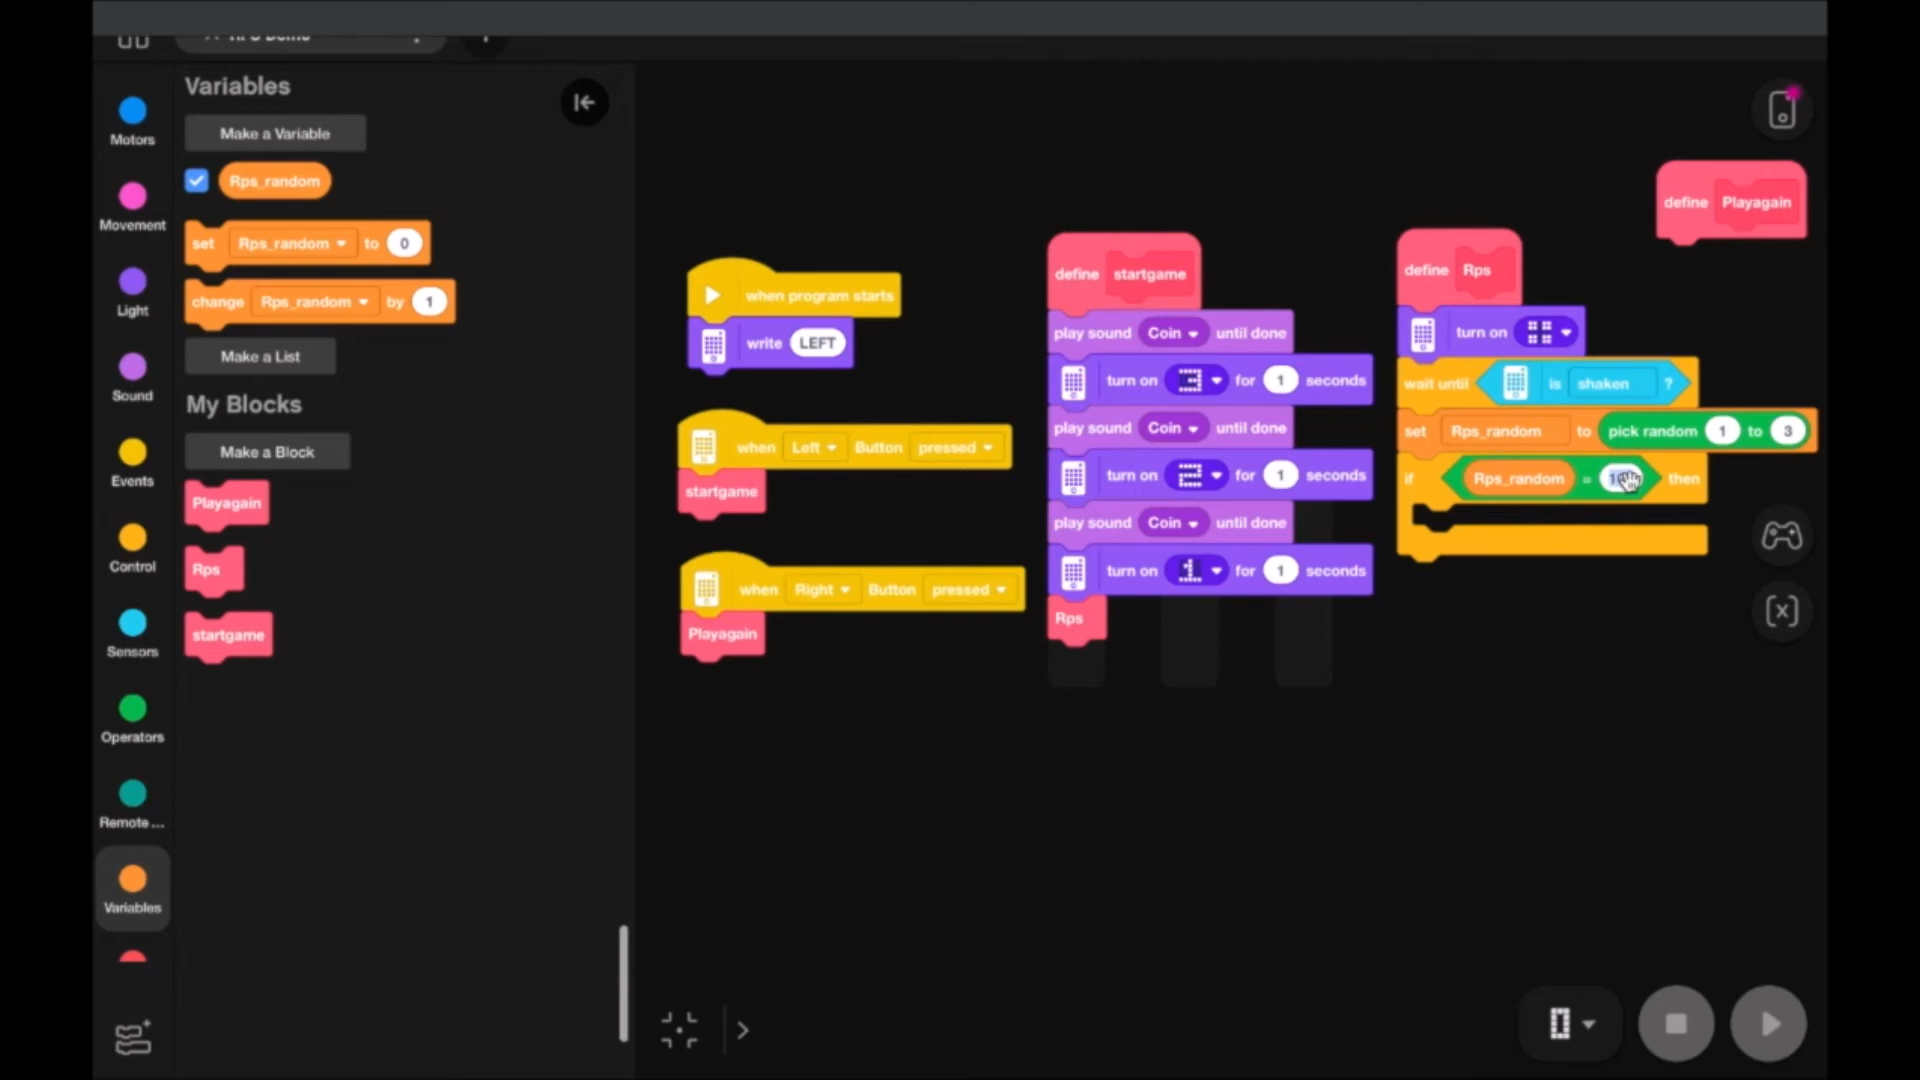 Variables
Make a Variable
Rps_random
set Rps_random to 0
change Rps_random by 1
Make a List
My Blocks
Make a Block
Playagain
Rps
startgame
Motors
Movement
Light
Sound
Events
Control
Sensors
Operators
Remote ...
Variables
when program starts
write LEFT
when Left Button pressed
startgame
when Right Button pressed
Playagain
define startgame
play sound Coin until done
turn on for 1 seconds
play sound Coin until done
turn on for 1 seconds
play sound Coin until done
turn on for 1 seconds
Rps
define Rps
turn on
wait until is shaken ?
set Rps_random to pick random 1 to 3
if Rps_random = then
define Playagain